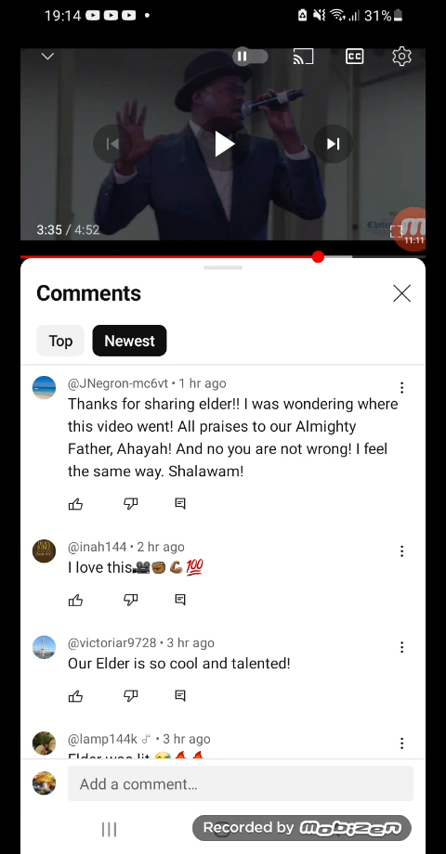 19:14
31%
3:35 / 4:52
11:11
Comments
Top
Newest
@JNegron-mc6vt • 1 hr ago
Thanks for sharing elder!! I was wondering where
this video went! All praises to our Almighty
Father, Ahayah! And no you are not wrong! I feel
the same way. Shalawam!
@inah144 • 2 hr ago
I love this🎥✊🏾💪🏾💯
@victoriar9728 • 3 hr ago
Our Elder is so cool and talented!
@lamp144k • 3 hr ago
Elder was lit
Add a comment...
Recorded by mobizen